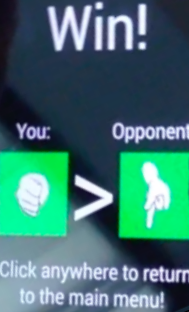 Win!
You: Opponent
>
Click anywhere to return
to the main menu!